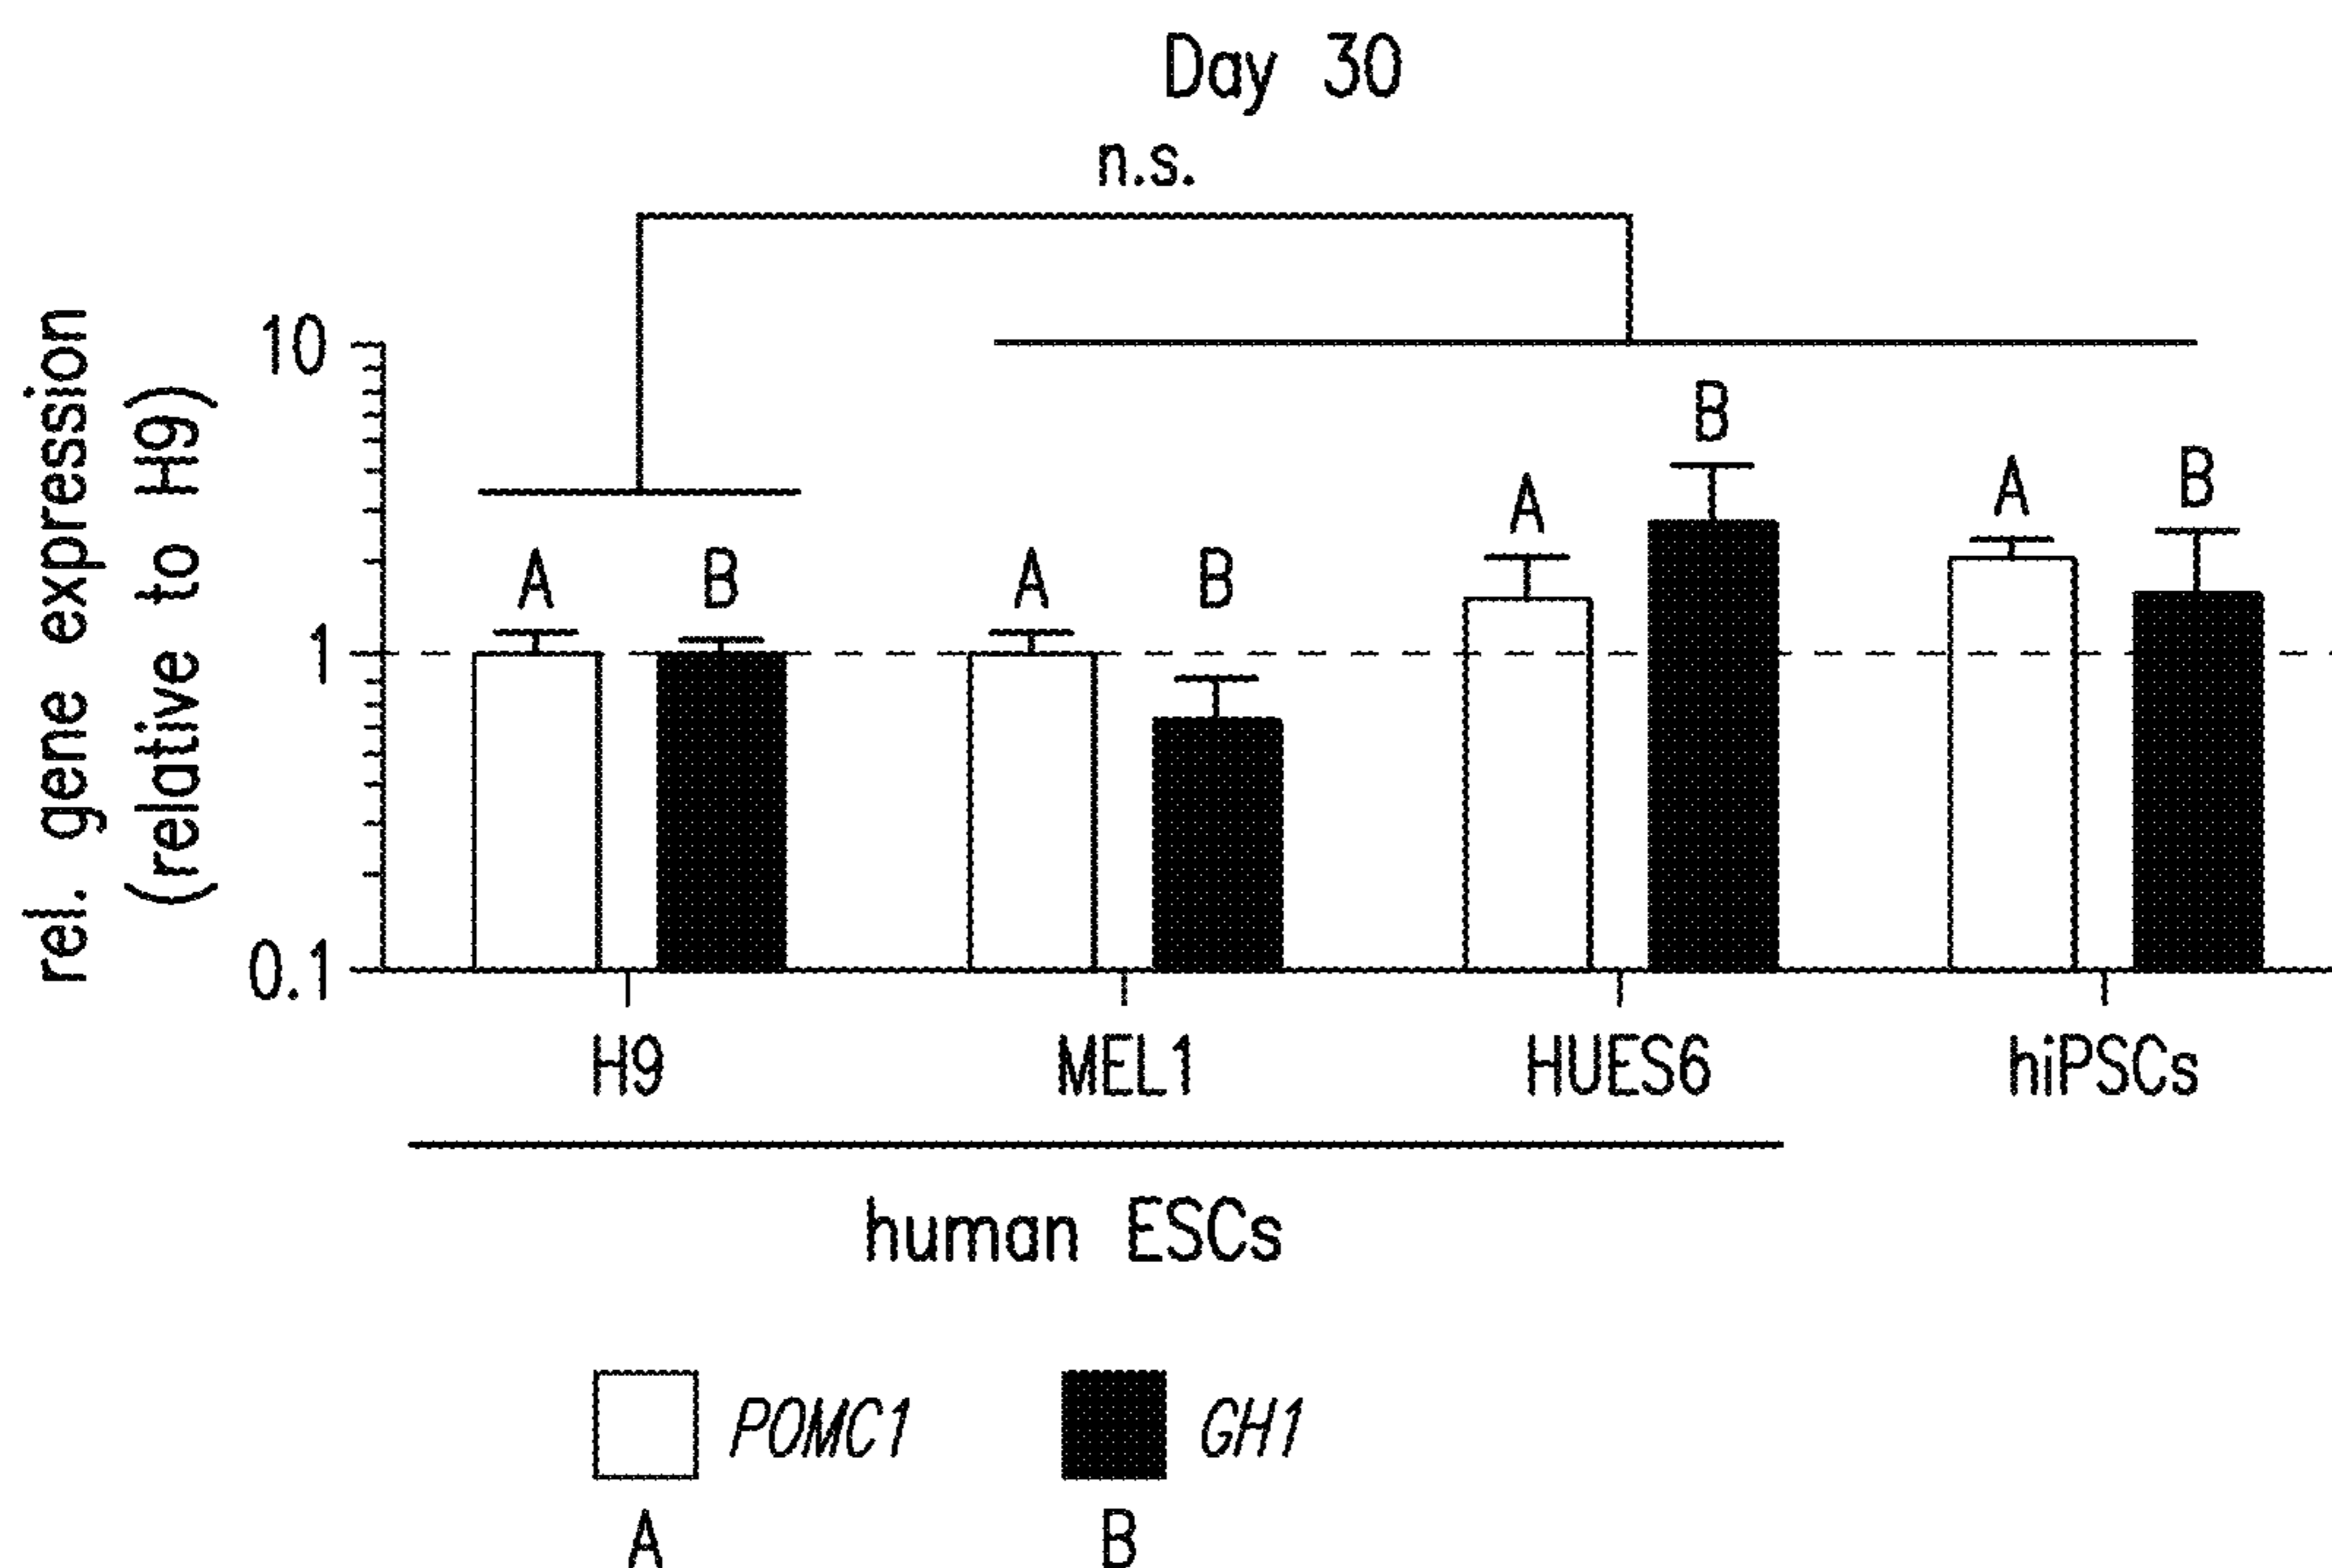 Day 30
n.s.
rel. gene expression
(relative to H9)
10
1
0.1
A B A B A B A B
H9 MEL1 HUES6 hiPSCs
human ESCs
POMC1 GH1
A B